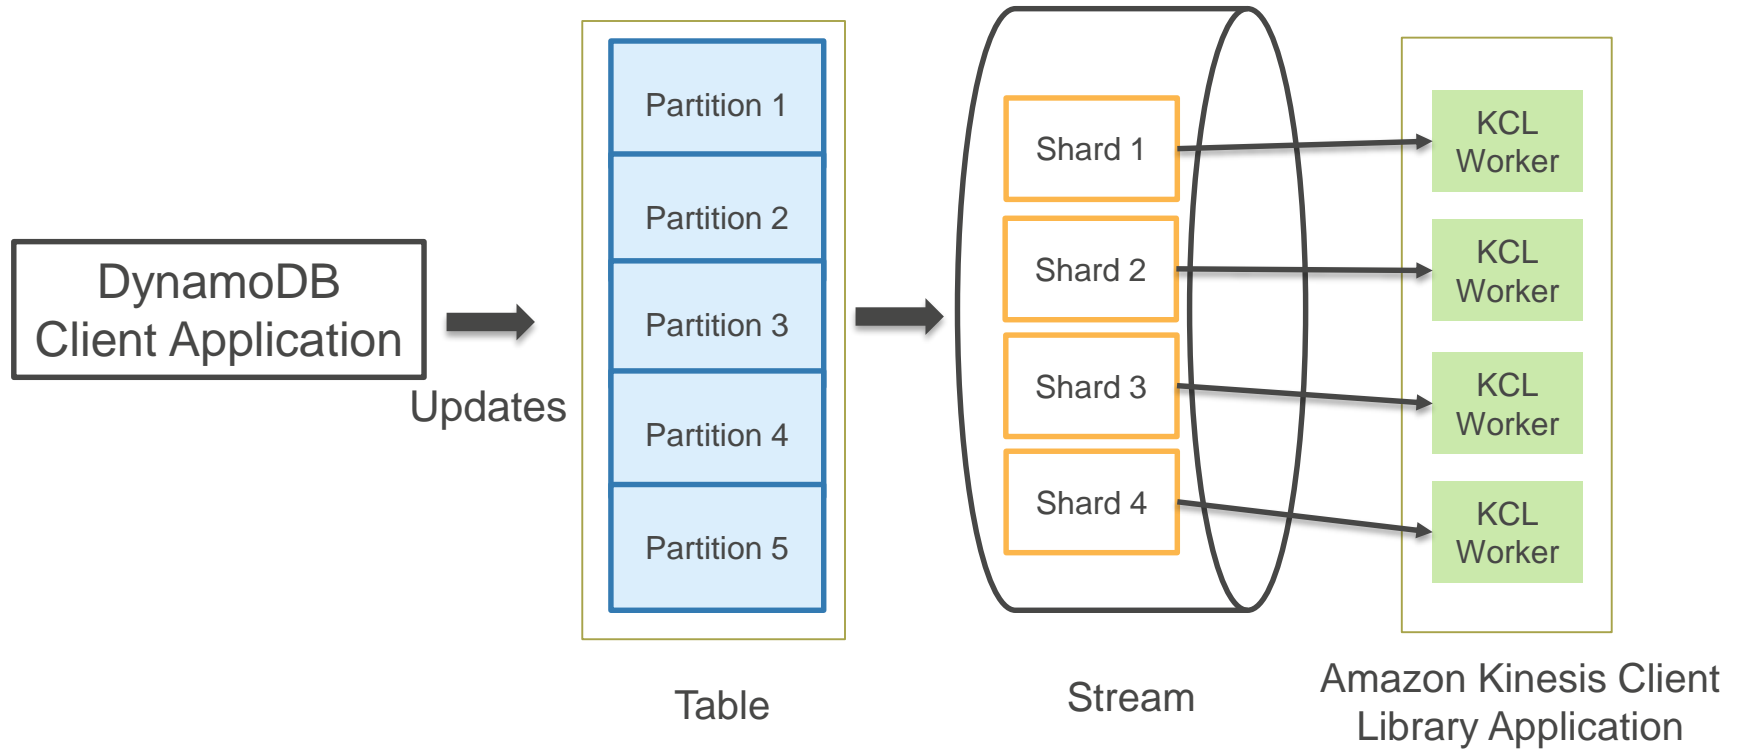 DynamoDB
Client Application
Updates
Partition 1
Partition 2
Partition 3
Partition 4
Partition 5
Table
Shard 1
Shard 2
Shard 3
Shard 4
Stream
KCL
Worker
KCL
Worker
KCL
Worker
KCL
Worker
Amazon Kinesis Client
Library Application